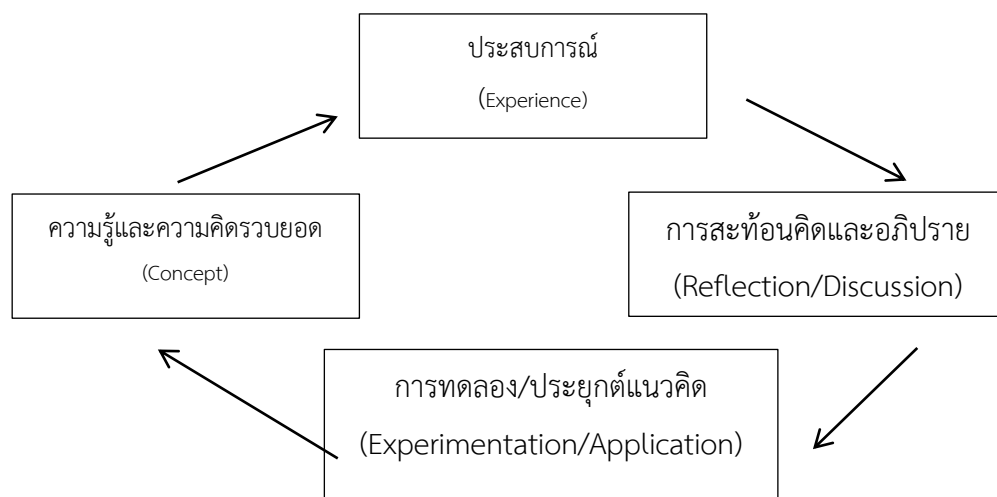 ประสบการณ์
(Experience)
ความรู้และความคิดรวบยอด
(Concept)
การสะท้อนคิดและอภิปราย
(Reflection/Discussion)
การทดลอง/ประยุกต์แนวคิด
(Experimentation/Application)